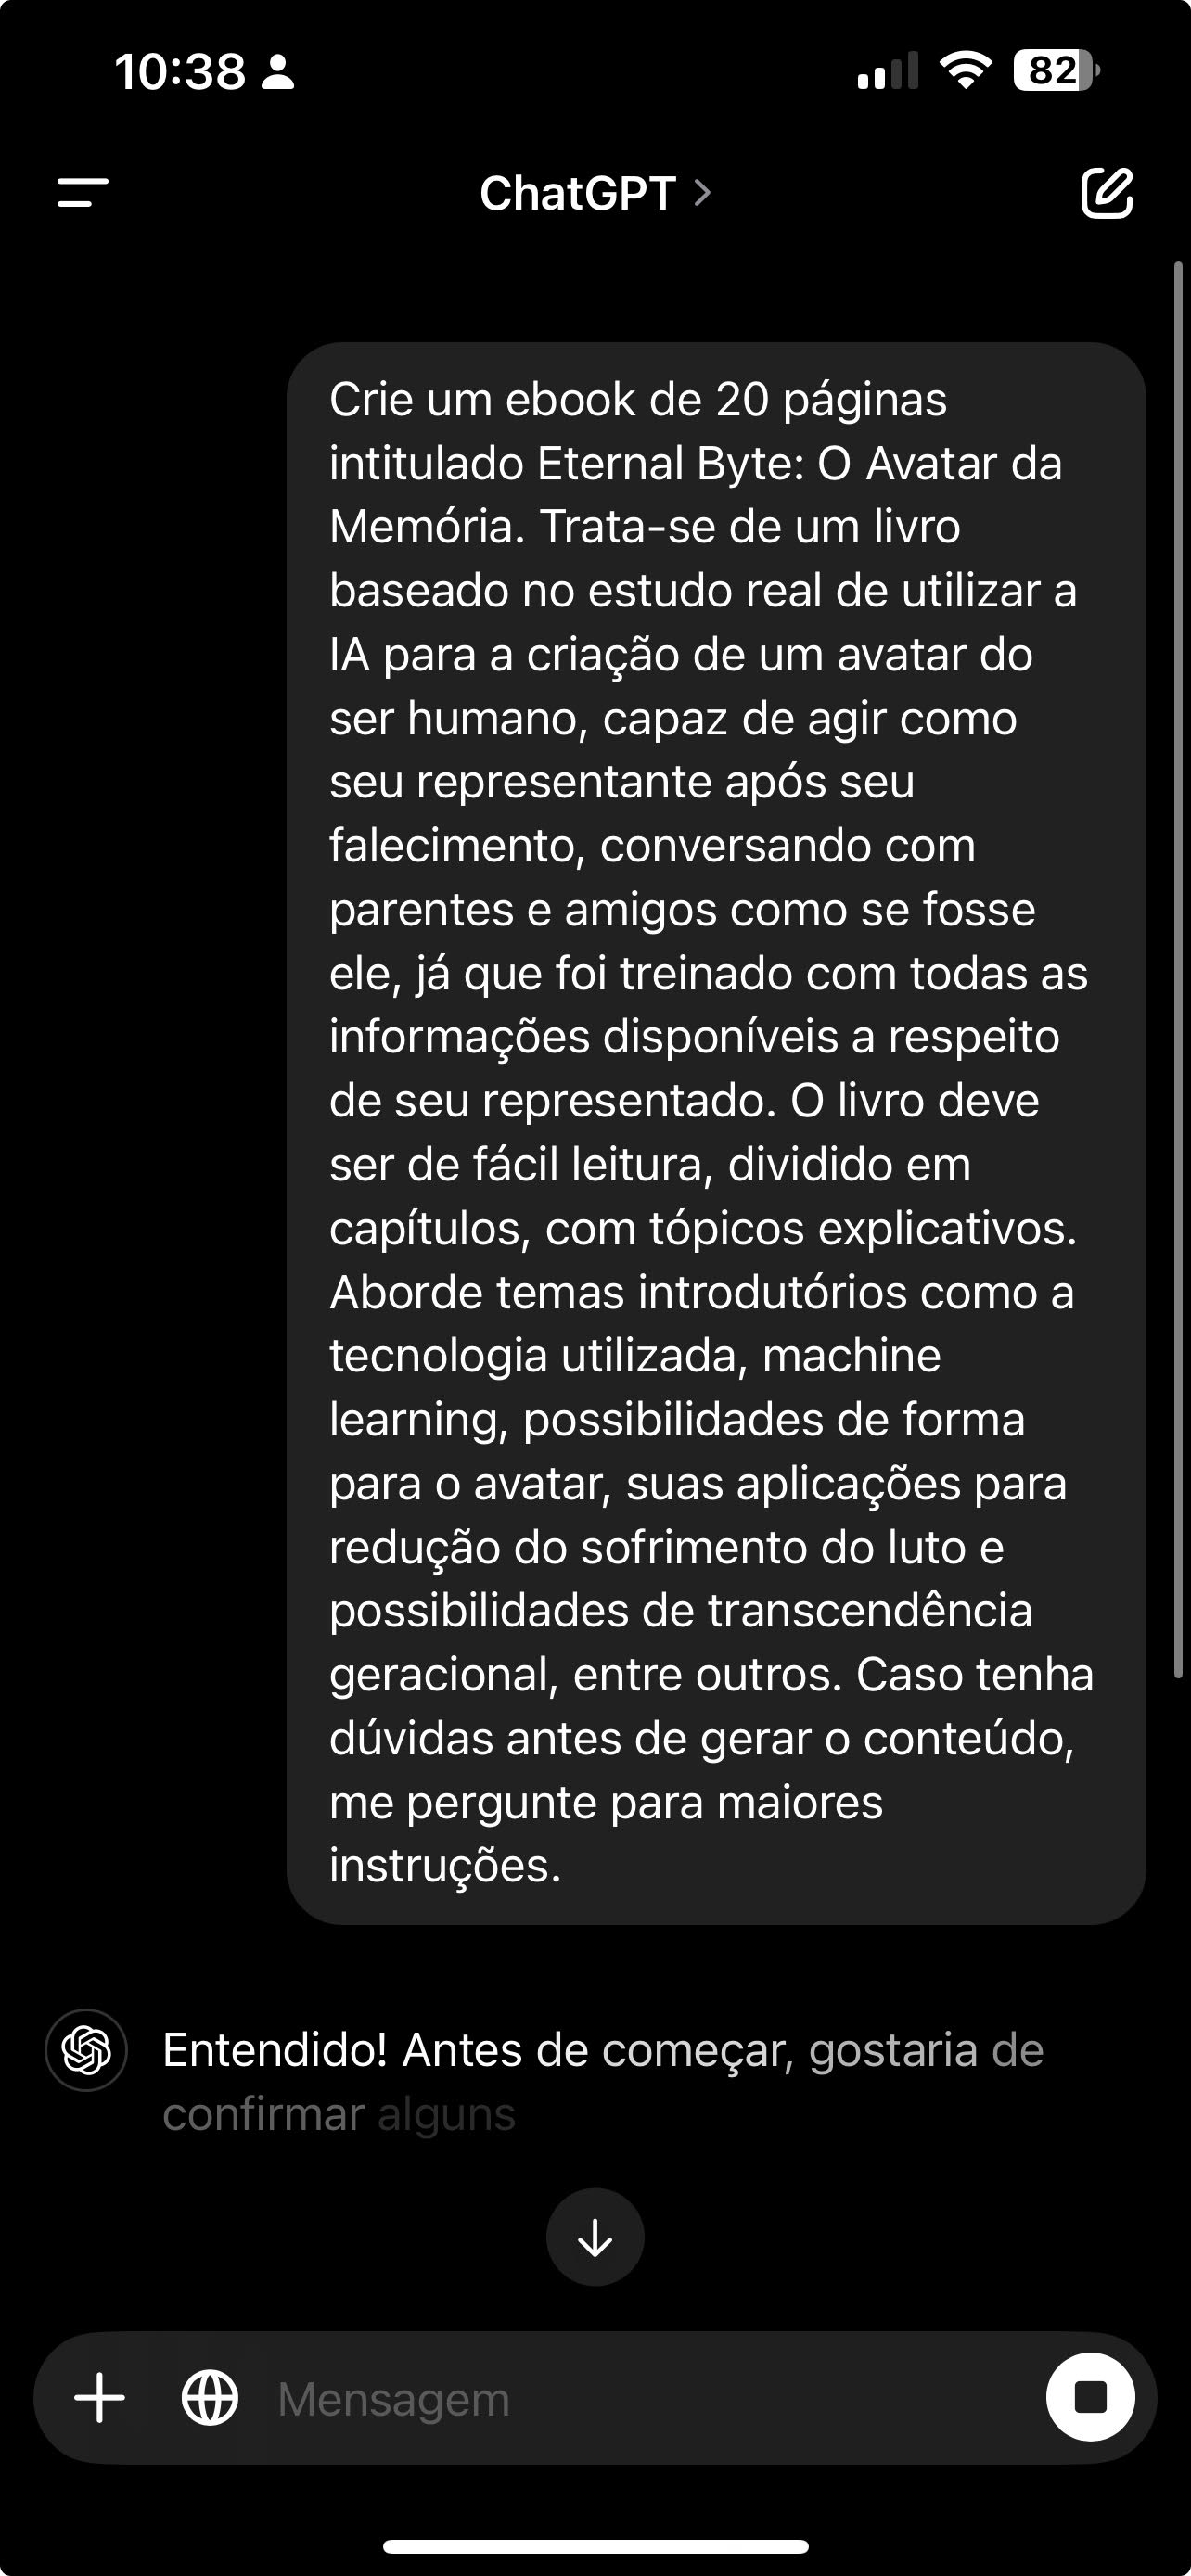 10:38
82
ChatGPT
Crie um ebook de 20 páginas
intitulado Eternal Byte: O Avatar da
Memória. Trata-se de um livro
baseado no estudo real de utilizar a
IA para a criação de um avatar do
ser humano, capaz de agir como
seu representante após seu
falecimento, conversando com
parentes e amigos como se fosse
ele, já que foi treinado com todas as
informações disponíveis a respeito
de seu representado. O livro deve
ser de fácil leitura, dividido em
capítulos, com tópicos explicativos.
Aborde temas introdutórios como a
tecnologia utilizada, machine
learning, possibilidades de forma
para o avatar, suas aplicações para
redução do sofrimento do luto e
possibilidades de transcendência
geracional, entre outros. Caso tenha
dúvidas antes de gerar o conteúdo,
me pergunte para maiores
instruções.
Entendido! Antes de começar, gostaria de
confirmar alguns
Mensagem